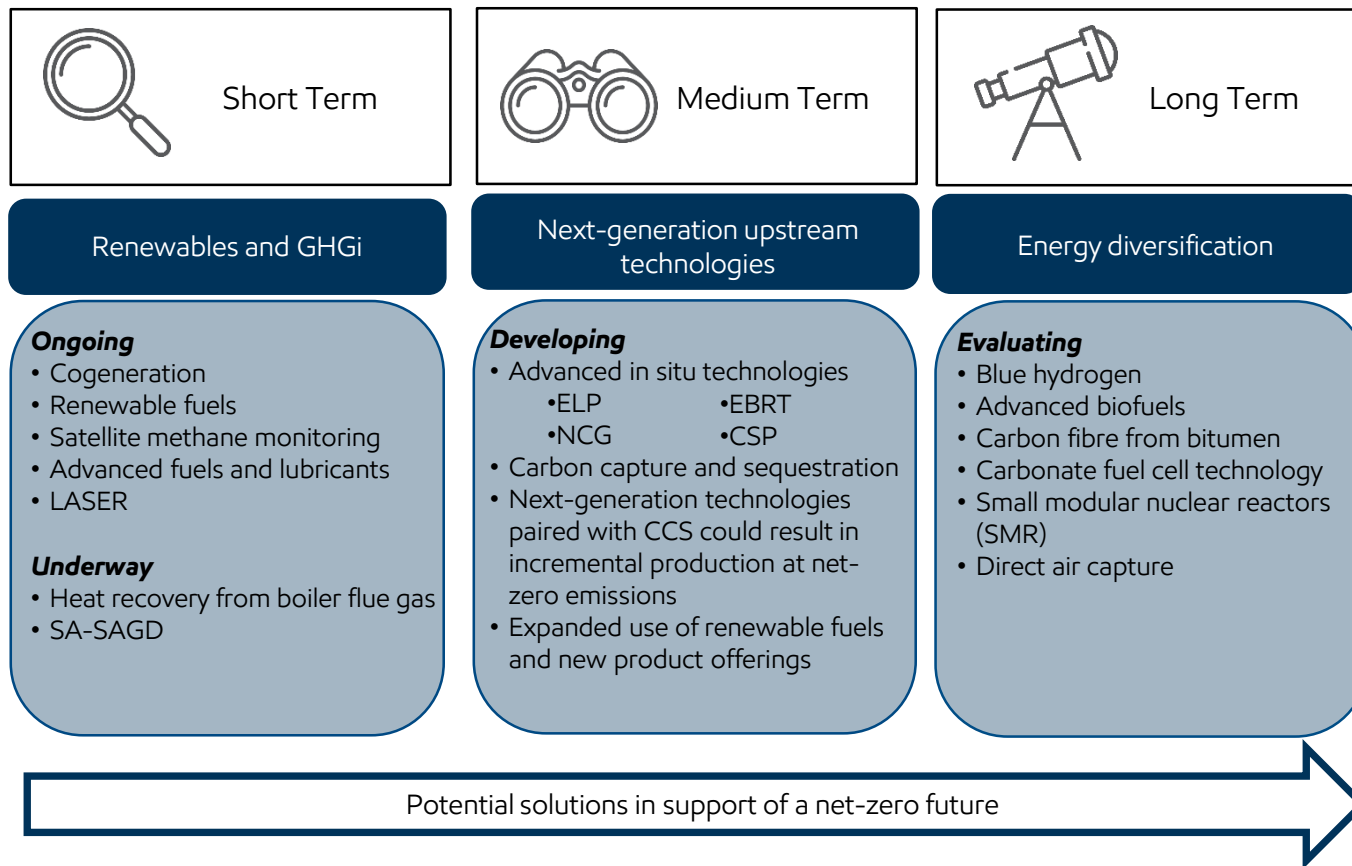 Short Term
Medium Term
Long Term
Renewables and GHGi
Next-generation upstream
technologies
Energy diversification
Ongoing
• Cogeneration
• Renewable fuels
• Satellite methane monitoring
• Advanced fuels and lubricants
• LASER
Underway
• Heat recovery from boiler flue gas
• SA-SAGD
Developing
• Advanced in situ technologies
•ELP •EBRT
•NCG •CSP
• Carbon capture and sequestration
• Next-generation technologies
paired with CCS could result in
incremental production at net-
zero emissions
• Expanded use of renewable fuels
and new product offerings
Evaluating
• Blue hydrogen
• Advanced biofuels
• Carbon fibre from bitumen
• Carbonate fuel cell technology
• Small modular nuclear reactors
(SMR)
• Direct air capture
Potential solutions in support of a net-zero future